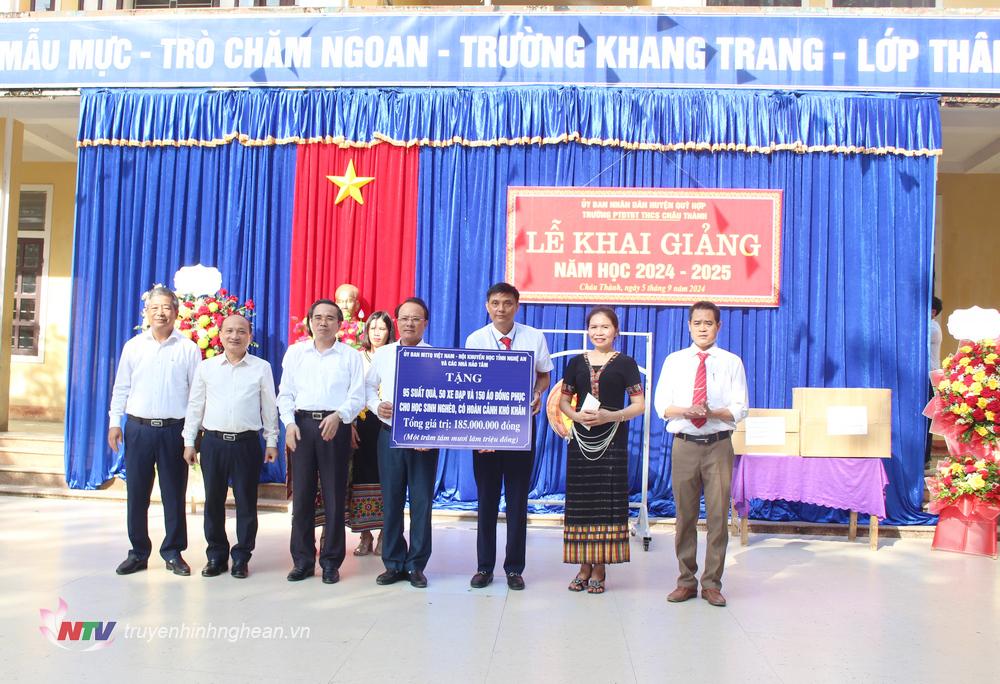 MẪU MỰC - TRÒ CHĂM NGOAN - TRƯỜNG KHANG TRANG - LỚP THÂN
ỦY BAN NHÂN DÂN HUYỆN QUỲ HỢP
TRƯỜNG PTDTBT THCS CHÂU THÀNH
LỄ KHAI GIẢNG
NĂM HỌC 2024 - 2025
Châu Thành, ngày 5 tháng 9 năm 2024
ỦY BAN MTTQ VIỆT NAM - HỘI KHUYẾN HỌC TỈNH NGHỆ AN
VÀ CÁC NHÀ HẢO TÂM
TẶNG
95 SUẤT QUÀ, 50 XE ĐẠP VÀ 150 ÁO ĐỒNG PHỤC
CHO HỌC SINH NGHÈO, CÓ HOÀN CẢNH KHÓ KHĂN
Tổng giá trị: 185.000.000 đồng
(Một trăm tám mươi lăm triệu đồng)
NTV truyenhinhnghean.vn